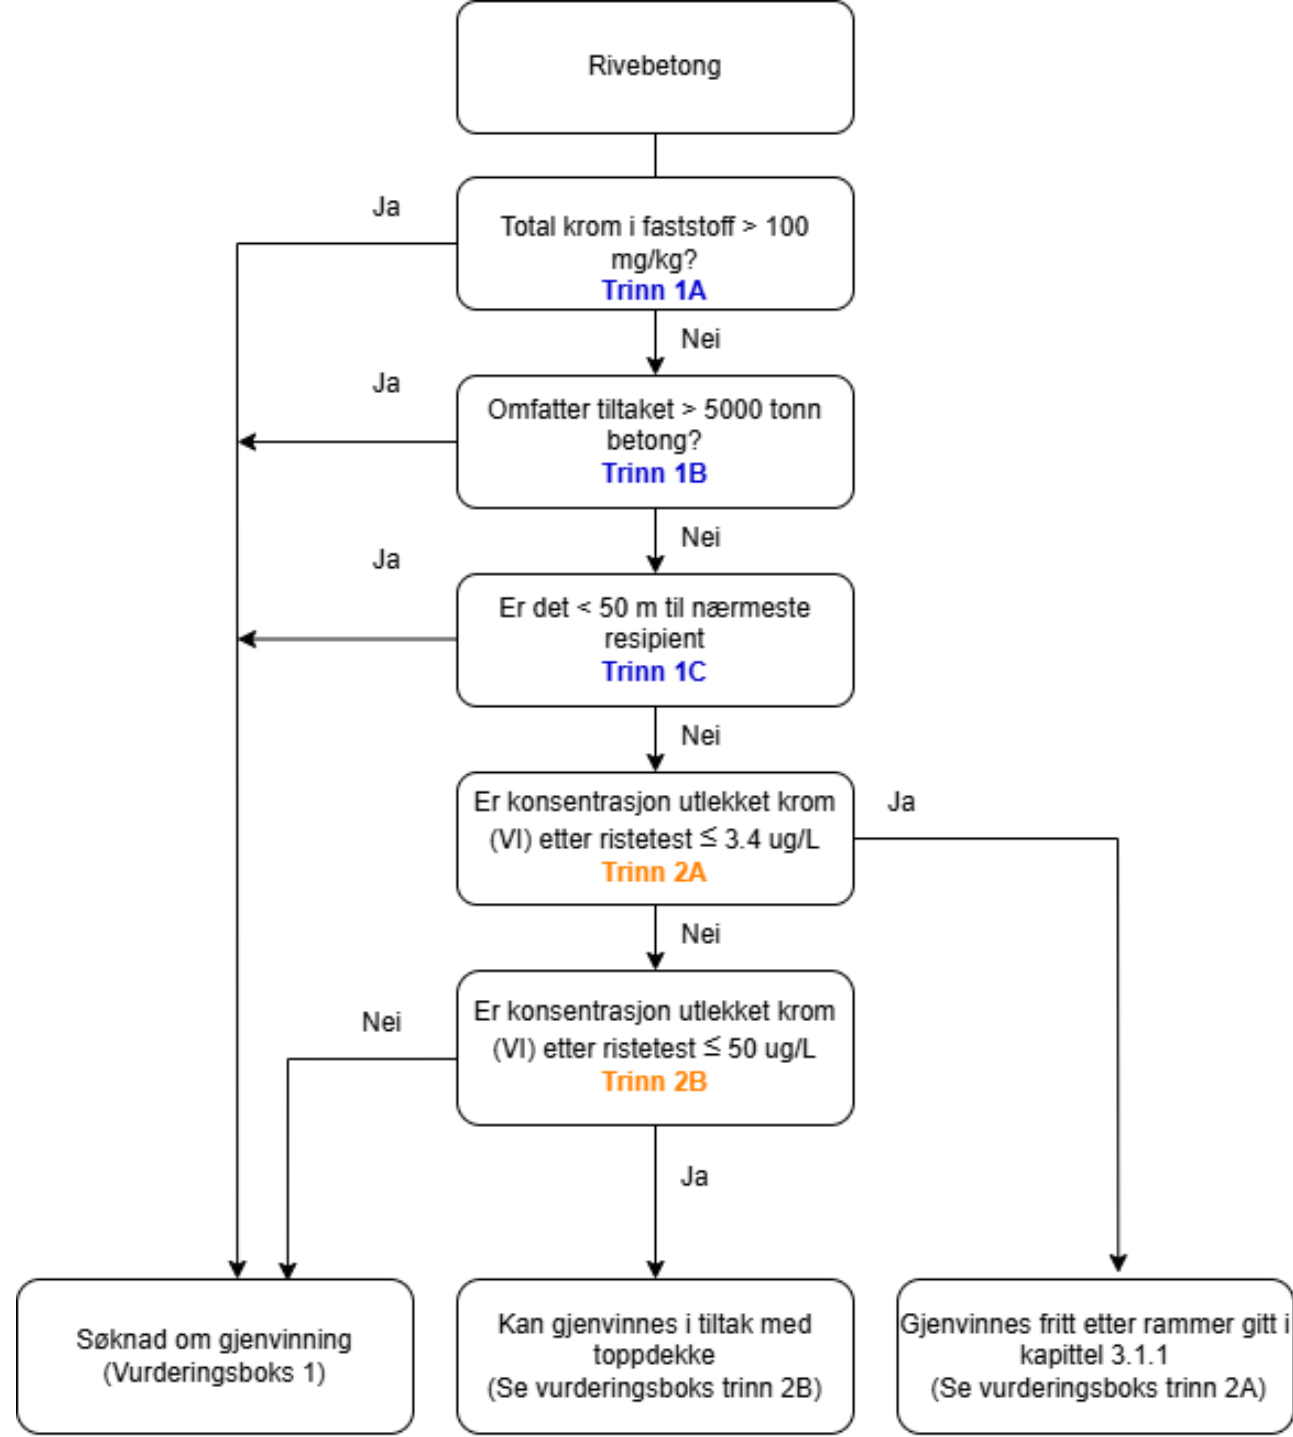 Rivebetong
Ja
Total krom i faststoff > 100
mg/kg?
Trinn 1A
Nei
Ja
Omfatter tiltaket > 5000 tonn
betong?
Trinn 1B
Nei
Ja
Er det < 50 m til nærmeste
resipient
Trinn 1C
Nei
Er konsentrasjon utlekket krom
(VI) etter ristetest ≤ 3.4 ug/L
Trinn 2A
Ja
Nei
Er konsentrasjon utlekket krom
(VI) etter ristetest ≤ 50 ug/L
Trinn 2B
Nei
Ja
Søknad om gjenvinning
(Vurderingsboks 1)
Kan gjenvinnes i tiltak med
toppdekke
(Se vurderingsboks trinn 2B)
Gjenvinnes fritt etter rammer gitt i
kapittel 3.1.1
(Se vurderingsboks trinn 2A)